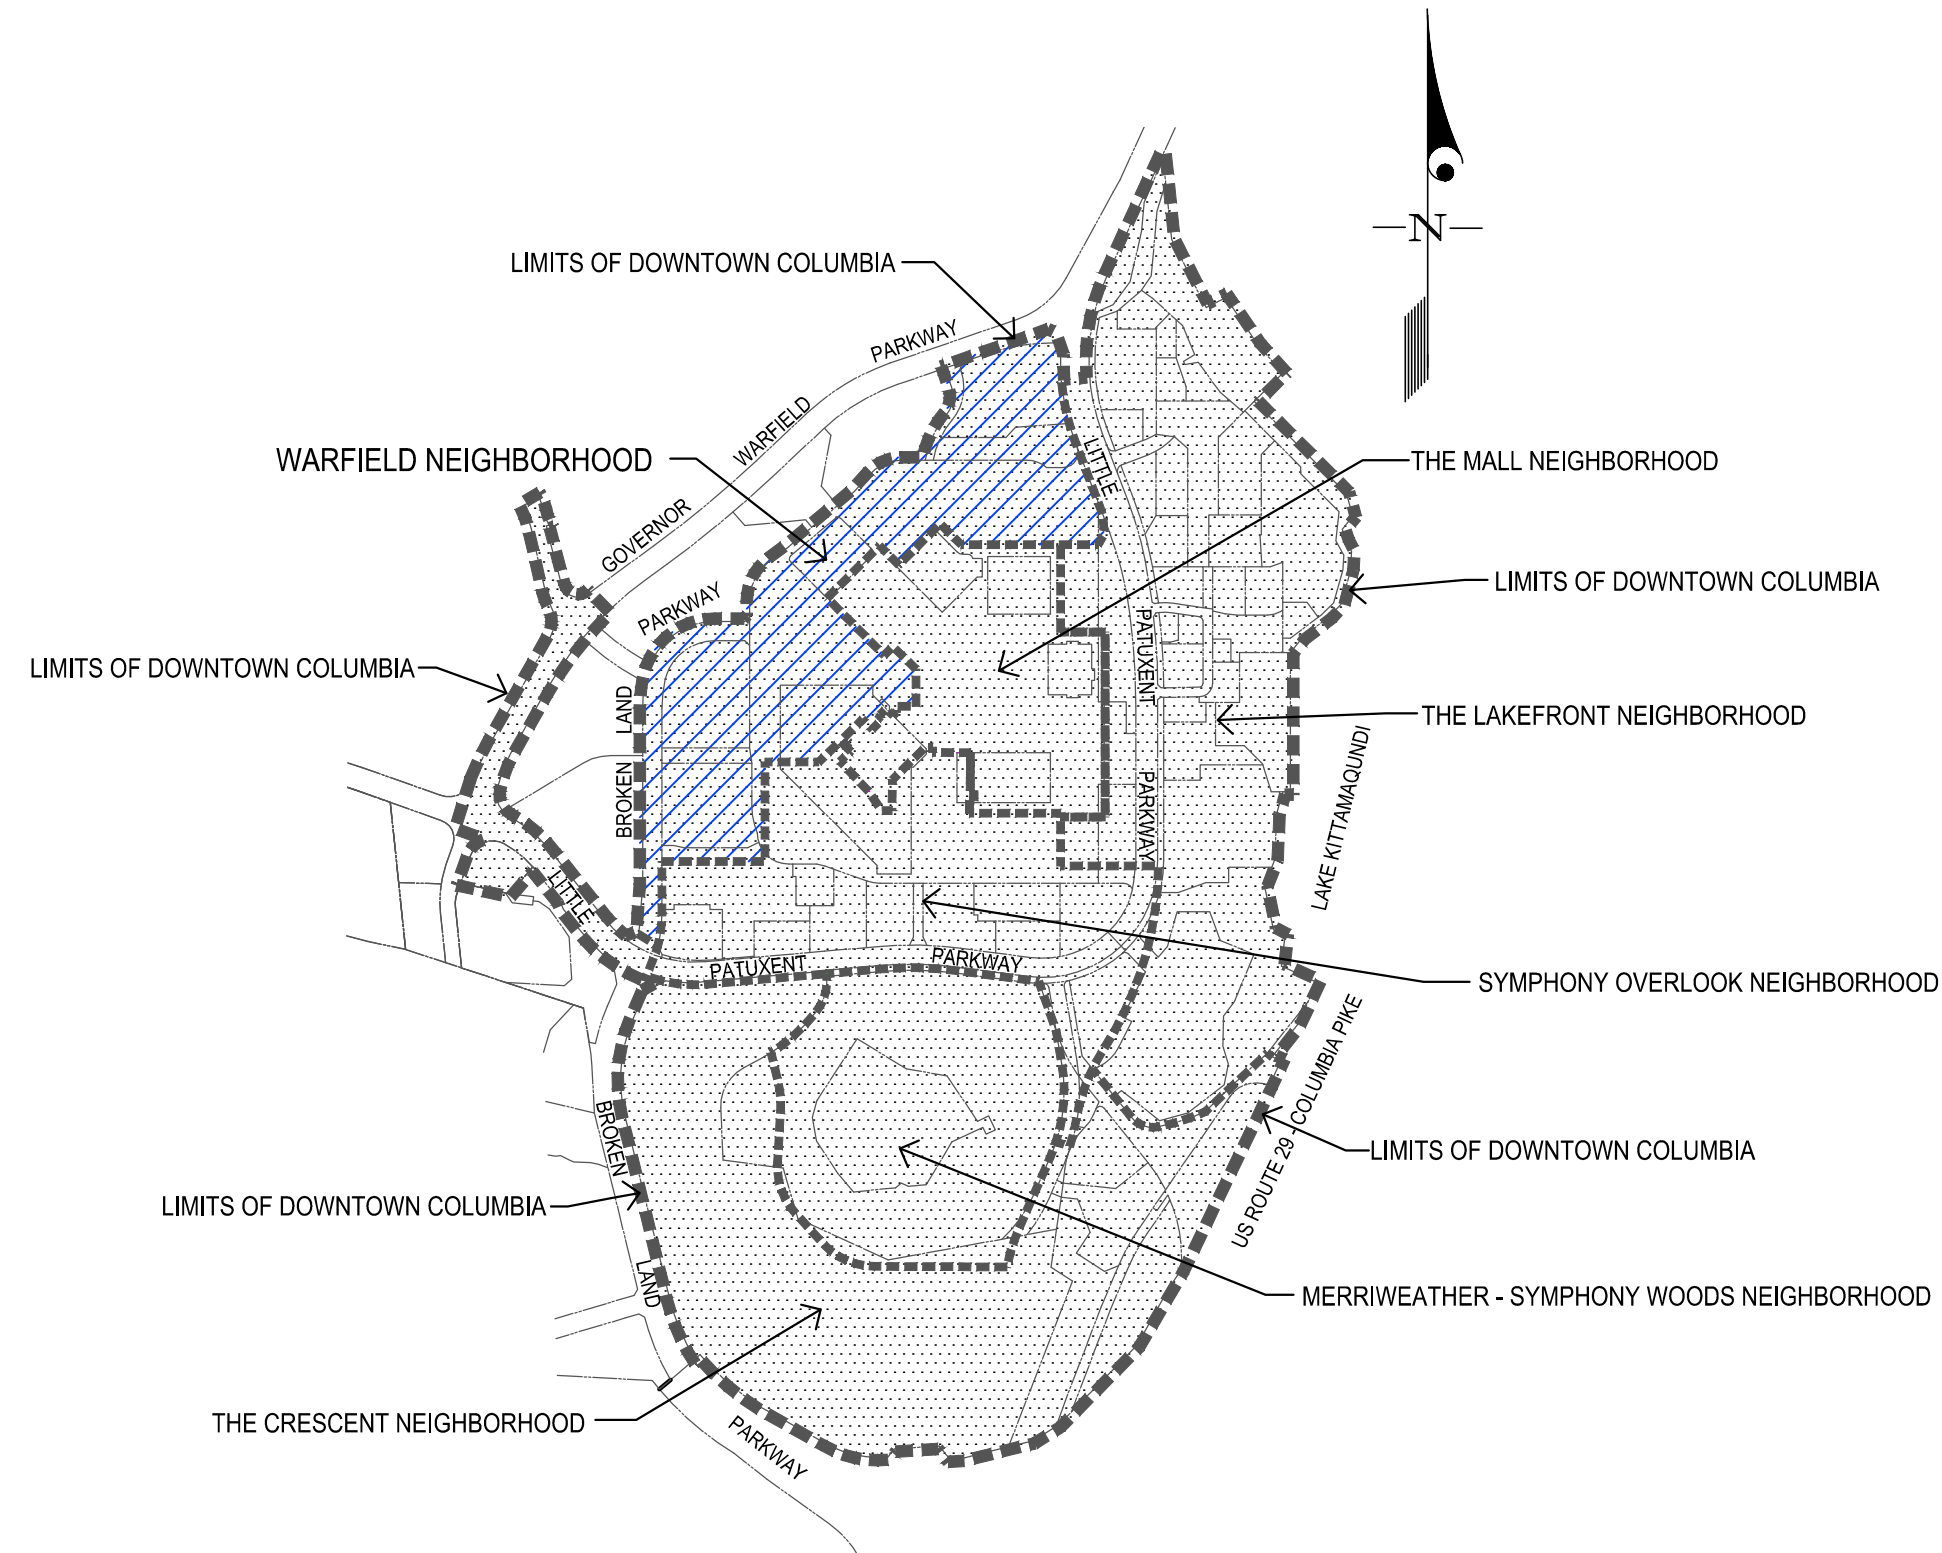 N
LIMITS OF DOWNTOWN COLUMBIA
PARKWAY
WARFIELD
GOVERNOR
WARFIELD NEIGHBORHOOD
LITTLE
THE MALL NEIGHBORHOOD
PARKWAY
LIMITS OF DOWNTOWN COLUMBIA
LIMITS OF DOWNTOWN COLUMBIA
LAND
BROKEN
PATUXENT
PARKWAY
THE LAKEFRONT NEIGHBORHOOD
LAKE KITTAMAQUNDI
LITTLE
PATUXENT
PARKWAY
SYMPHONY OVERLOOK NEIGHBORHOOD
US ROUTE 29 - COLUMBIA PIKE
BROKEN
LAND
PARKWAY
LIMITS OF DOWNTOWN COLUMBIA
LIMITS OF DOWNTOWN COLUMBIA
MERRIWEATHER - SYMPHONY WOODS NEIGHBORHOOD
THE CRESCENT NEIGHBORHOOD